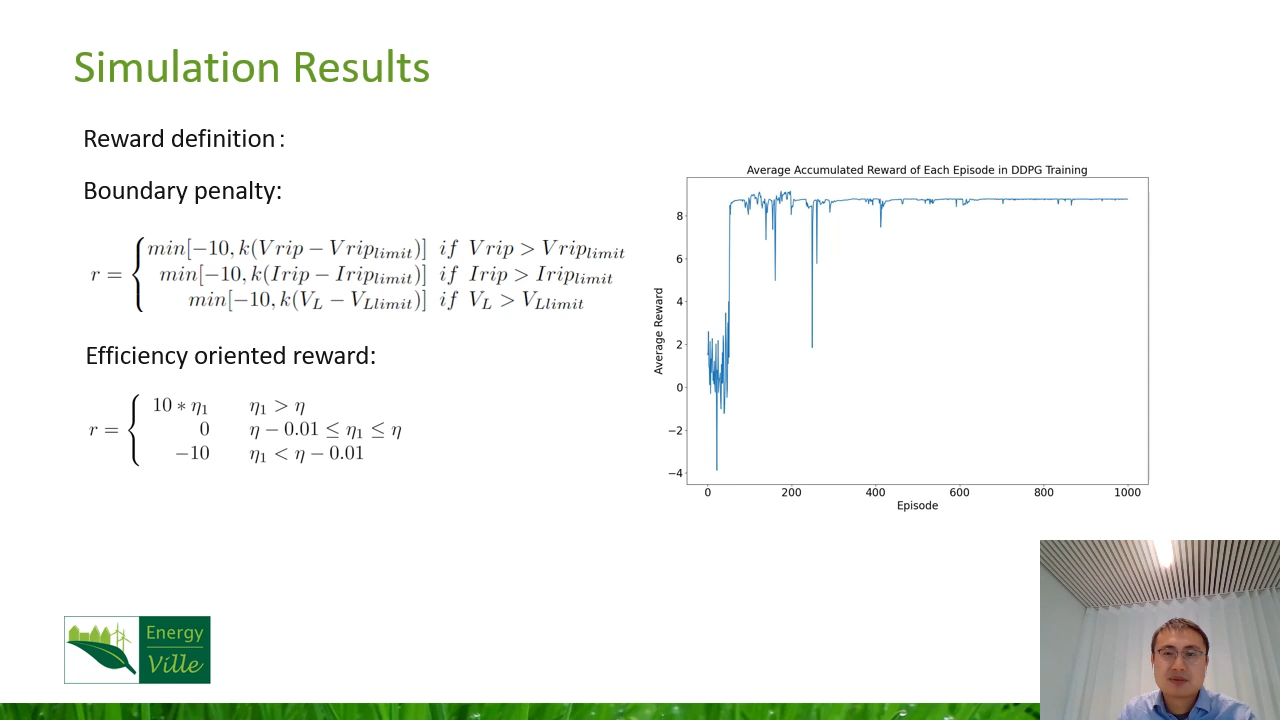 Simulation Results
Reward definition:
Boundary penalty:
r = { min[−10, k(Vrip − Vrip_limit)] if Vrip > Vrip_limit
min[−10, k(Irip − Irip_limit)] if Irip > Irip_limit
min[−10, k(V_L − V_Llimit)] if V_L > V_Llimit
Efficiency oriented reward:
r = { 10 * η₁ η₁ > η
0 η − 0.01 ≤ η₁ ≤ η
−10 η₁ < η − 0.01
Average Accumulated Reward of Each Episode in DDPG Training
Average Reward
8
6
4
2
0
−2
−4
0 200 400 600 800 1000
Episode
Energy
Ville